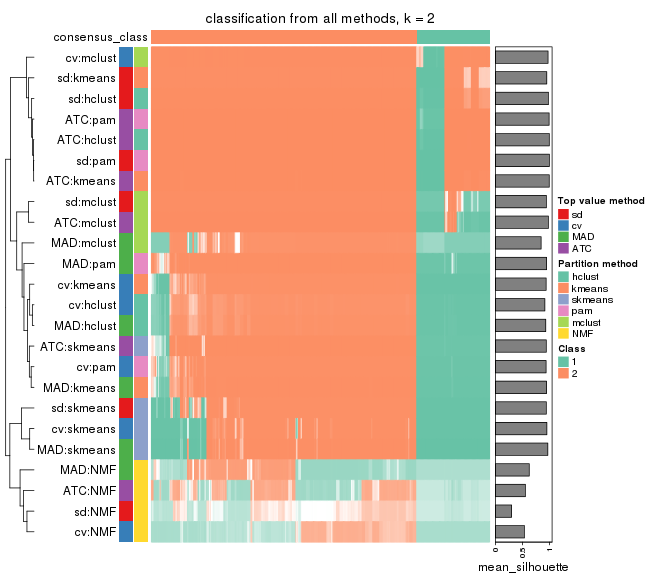 classification from all methods, k = 2
consensus_class
cv:mclust
sd:kmeans
sd:hclust
ATC:pam
ATC:hclust
sd:pam
ATC:kmeans
sd:mclust
ATC:mclust
MAD:mclust
MAD:pam
cv:kmeans
cv:hclust
MAD:hclust
ATC:skmeans
cv:pam
MAD:kmeans
sd:skmeans
cv:skmeans
MAD:skmeans
MAD:NMF
ATC:NMF
sd:NMF
cv:NMF
0
0.5
1
mean_silhouette
Top value method
sd
cv
MAD
ATC
Partition method
hclust
kmeans
skmeans
pam
mclust
NMF
Class
1
2